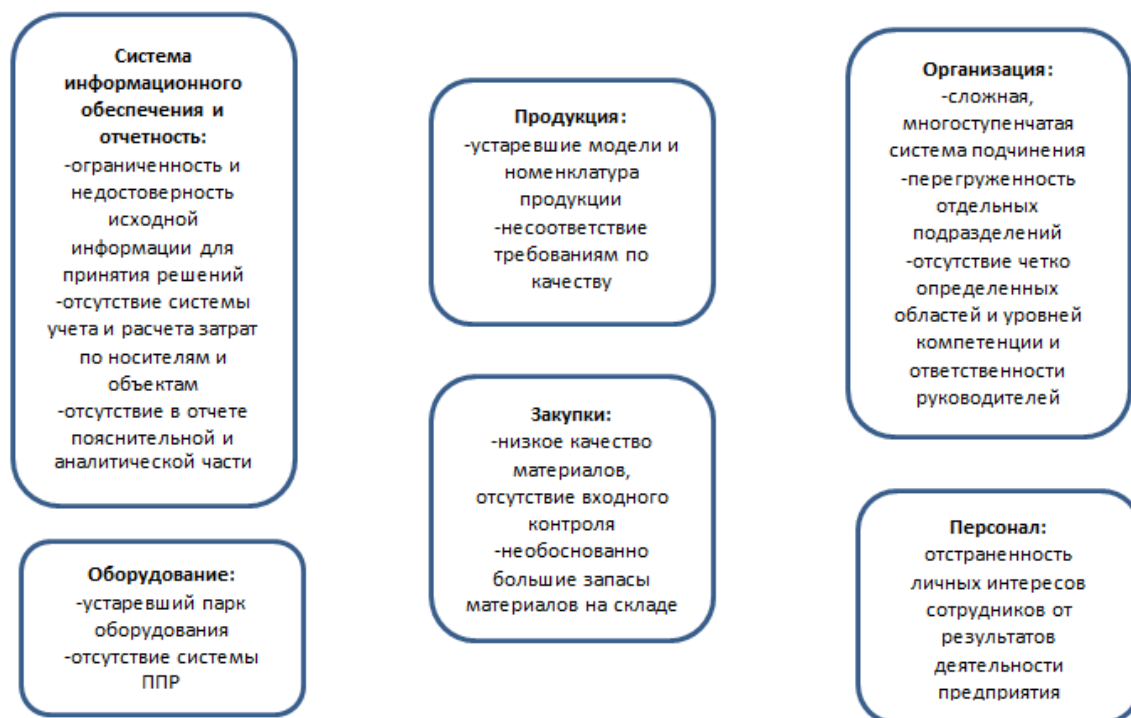 Система
информационного
обеспечения и
отчетность:
-ограниченность и
недостоверность
исходной
информации для
принятия решений
-отсутствие системы
учета и расчета затрат
по носителям и
объектам
-отсутствие в отчете
пояснительной и
аналитической части
Оборудование:
-устаревший парк
оборудования
-отсутствие системы
ППР
Продукция:
-устаревшие модели и
номенклатура
продукции
-несоответствие
требованиям по
качеству
Закупки:
-низкое качество
материалов,
отсутствие входного
контроля
-необоснованно
большие запасы
материалов на складе
Организация:
-сложная,
многоступенчатая
система подчинения
-перегруженность
отдельных
подразделений
-отсутствие четко
определенных
областей и уровней
компетенции и
ответственности
руководителей
Персонал:
отстраненность
личных интересов
сотрудников от
результатов
деятельности
предприятия